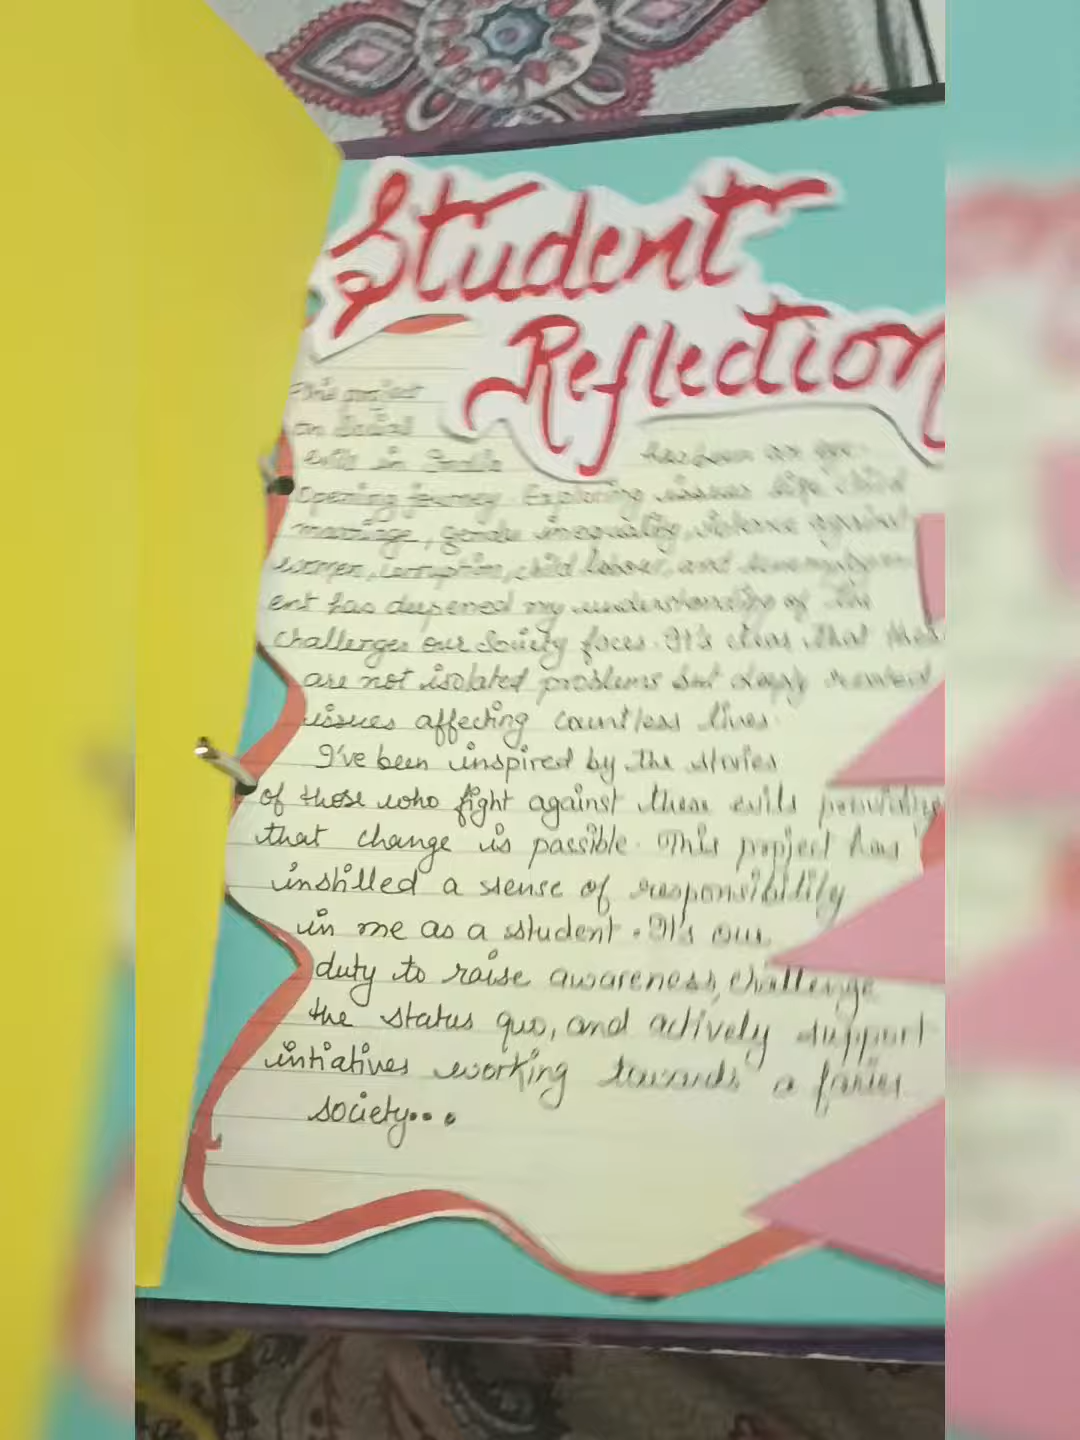 Student
Reflection
This project
on Social
evils in India has been an eye-
Opening journey. Exploring issues like child
marriage, gender inequality, violence against
women, corruption, child labour, and
ent has deepened my understanding of the
challenges our Society faces. It's clear that these
are not isolated problems but deeply
issues affecting countless lives.
I've been inspired by the stories
of those who fight against these evils
that change is possible. This project has
instilled a sense of responsibility
in me as a student. It's our
duty to raise awareness, challenge
the status quo, and actively support
intiatives working towards a
society...